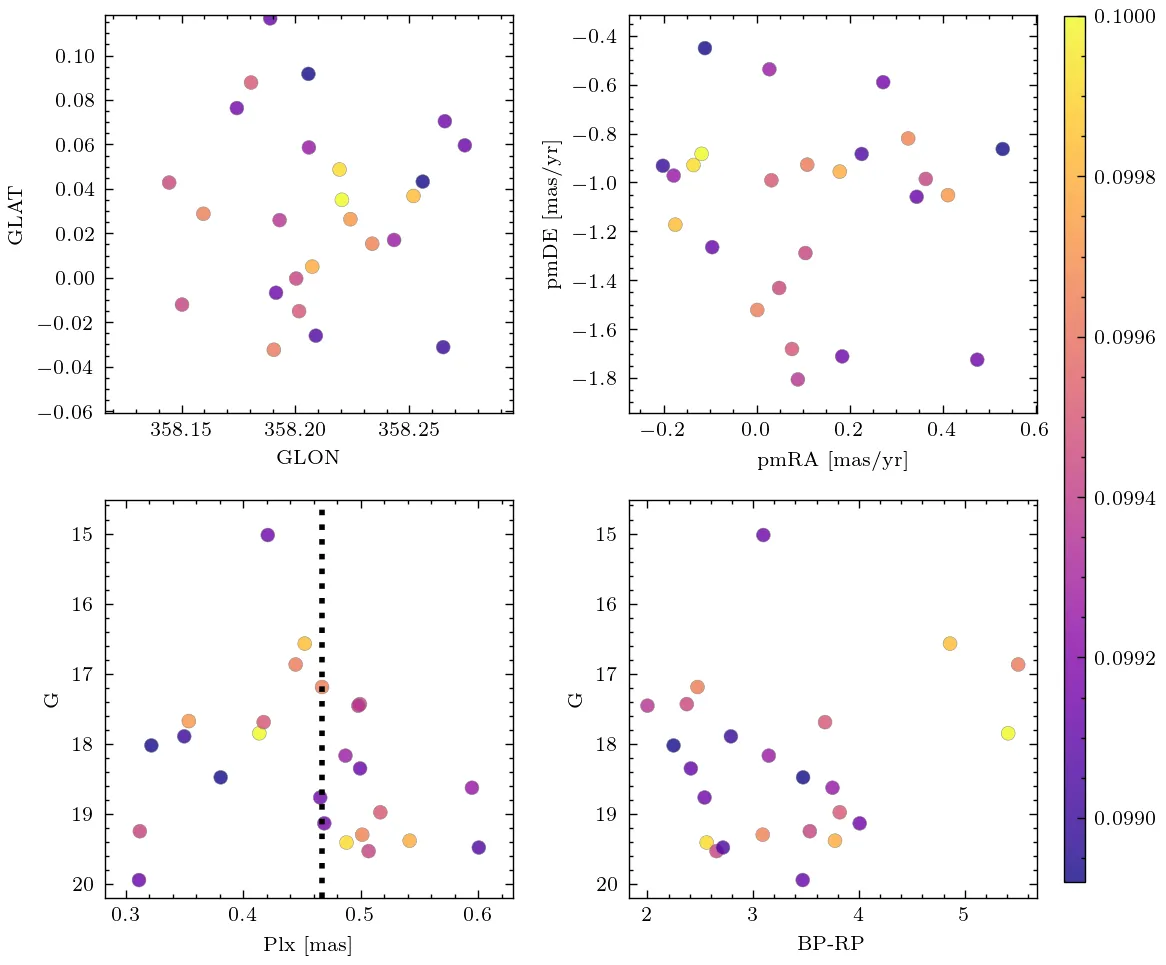 0.10
0.08
0.06
0.04
0.02
0.00
−0.02
−0.04
−0.06
GLAT
358.15 358.20 358.25
GLON
−0.4
−0.6
−0.8
−1.0
−1.2
−1.4
−1.6
−1.8
pmDE [mas/yr]
−0.2 0.0 0.2 0.4 0.6
pmRA [mas/yr]
0.1000
0.0998
0.0996
0.0994
0.0992
0.0990
15
16
17
18
19
20
G
0.3 0.4 0.5 0.6
Plx [mas]
15
16
17
18
19
20
G
2 3 4 5
BP-RP